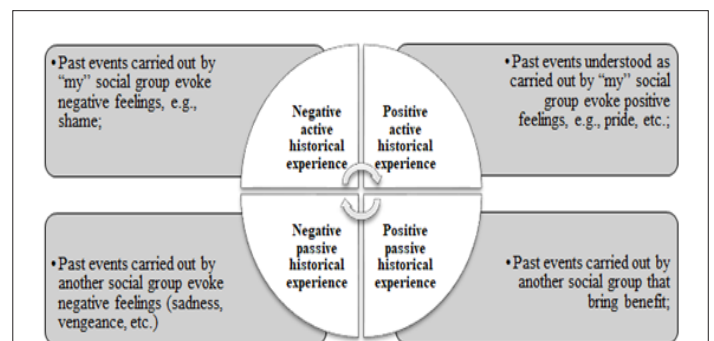 •Past events carried out by
“my” social group evoke
negative feelings, e.g.,
shame;
Negative
active
historical
experience
Positive
active
historical
experience
•Past events understood as
carried out by “my” social
group evoke positive
feelings, e.g., pride, etc.;
•Past events carried out by
another social group evoke
negative feelings (sadness,
vengeance, etc.)
Negative
passive
historical
experience
Positive
passive
historical
experience
•Past events carried out by
another social group that
bring benefit;